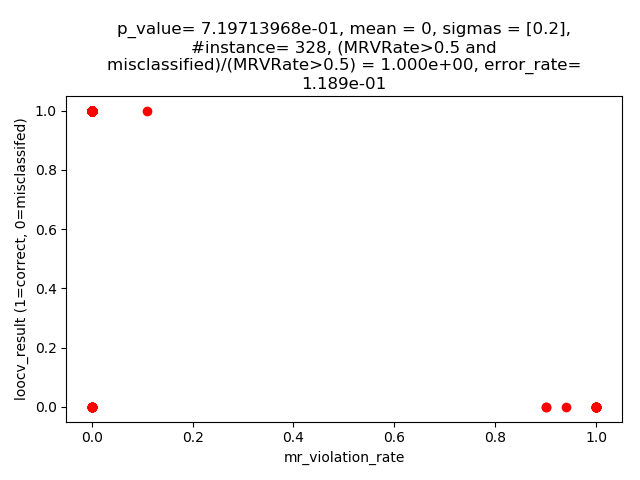 p_value= 7.19713968e-01, mean = 0, sigmas = [0.2],
#instance= 328, (MRVRate>0.5 and
misclassified)/(MRVRate>0.5) = 1.000e+00, error_rate=
1.189e-01
1.0
0.8
0.6
0.4
0.2
0.0
loocv_result (1=correct, 0=misclassifed)
0.0 0.2 0.4 0.6 0.8 1.0
mr_violation_rate